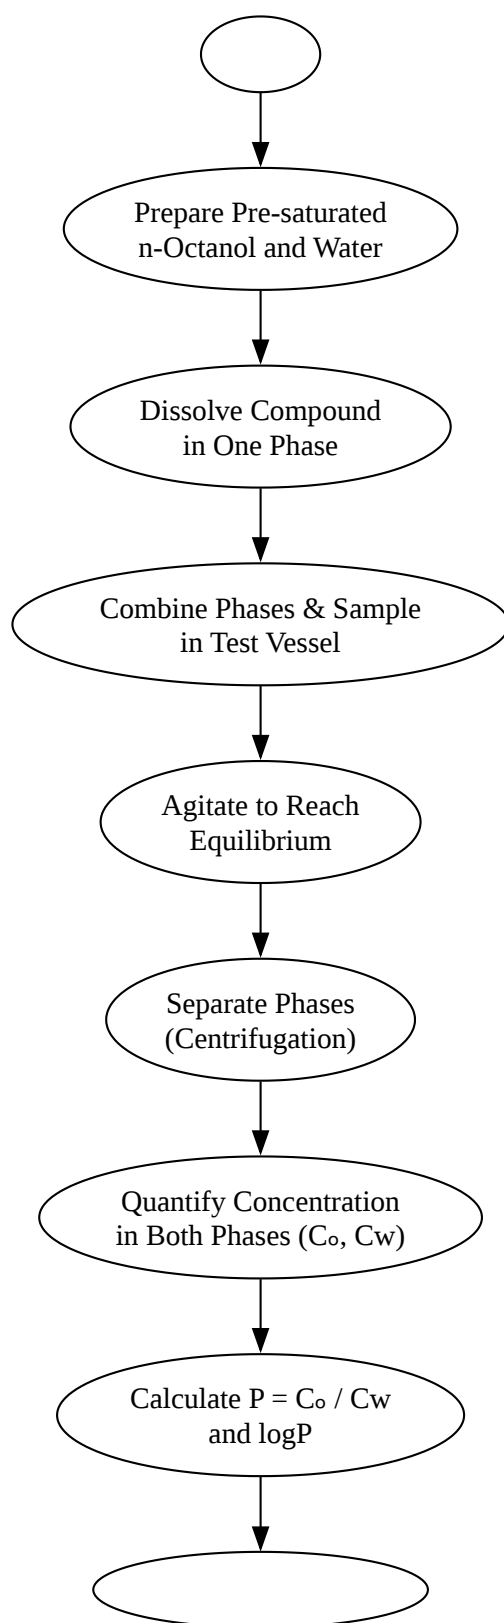 Prepare Pre-saturated
n-Octanol and Water
Dissolve Compound
in One Phase
Combine Phases & Sample
in Test Vessel
Agitate to Reach
Equilibrium
Separate Phases
(Centrifugation)
Quantify Concentration
in Both Phases (Cₒ, Cw)
Calculate P = Cₒ / Cw
and logP